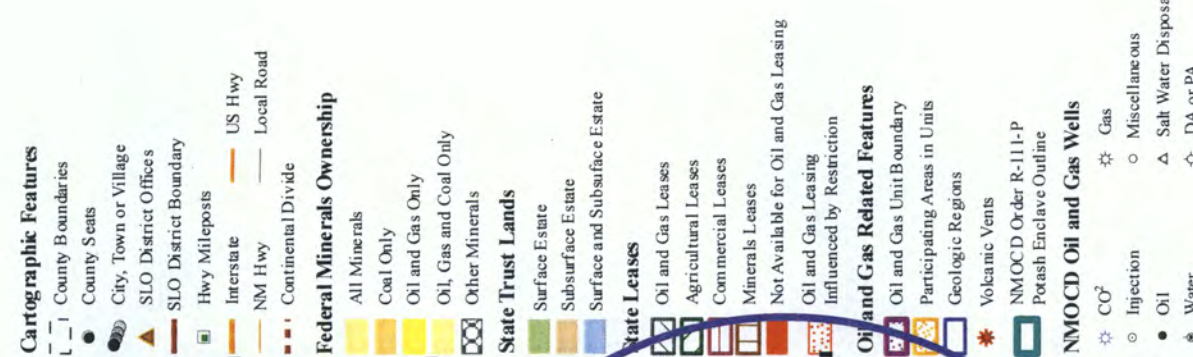 Cartographic Features
County Boundaries
County Seats
City, Town or Village
SLO District Offices
SLO District Boundary
Hwy Mileposts
Interstate US Hwy
NM Hwy Local Road
Continental Divide
Federal Minerals Ownership
All Minerals
Coal Only
Oil and Gas Only
Oil, Gas and Coal Only
Other Minerals
State Trust Lands
Surface Estate
Subsurface Estate
Surface and Subsuface Estate
State Leases
Oil and Gas Leases
Agricultural Leases
Commercial Leases
Minerals Leases
Not Available for Oil and Gas Leasing
Oil and Gas Leasing
Influenced by Restriction
Oil and Gas Related Features
Oil and Gas Unit Boundary
Participating Areas in Units
Geologic Regions
Volcanic Vents
NMOCD Order R-111-P
Potash Enclave Outline
NMOCD Oil and Gas Wells
CO² Gas
Injection Miscellaneous
Oil Salt Water Disposa
Water DA or PA